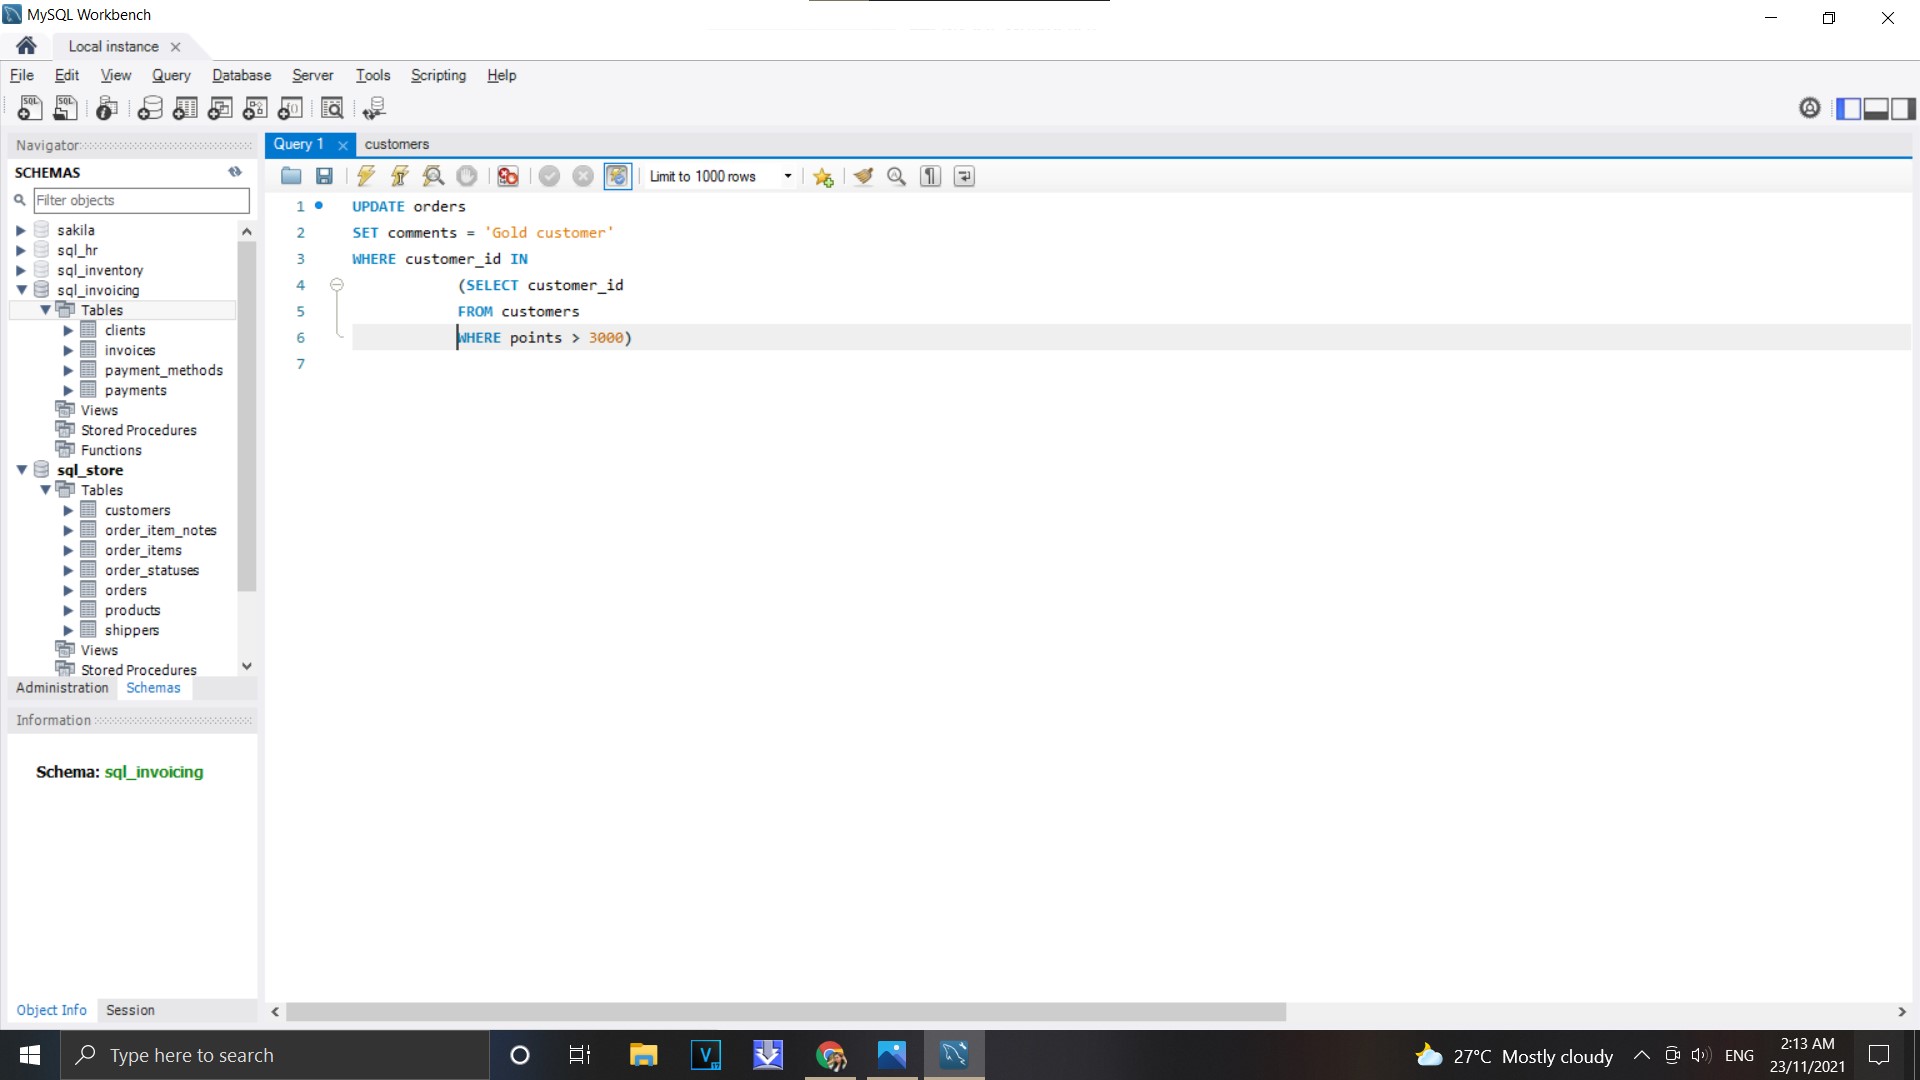 MySQL Workbench
Local instance
File Edit View Query Database Server Tools Scripting Help
Navigator
SCHEMAS
Filter objects
sakila
sql_hr
sql_inventory
sql_invoicing
Tables
clients
invoices
payment_methods
payments
Views
Stored Procedures
Functions
sql_store
Tables
customers
order_item_notes
order_items
order_statuses
orders
products
shippers
Views
Stored Procedures
Administration Schemas
Information
Schema: sql_invoicing
Object Info Session
Query 1 customers
Limit to 1000 rows
1 UPDATE orders
2 SET comments = 'Gold customer'
3 WHERE customer_id IN
4 (SELECT customer_id
5 FROM customers
6 WHERE points > 3000)
7
Type here to search
27°C Mostly cloudy
ENG
2:13 AM
23/11/2021